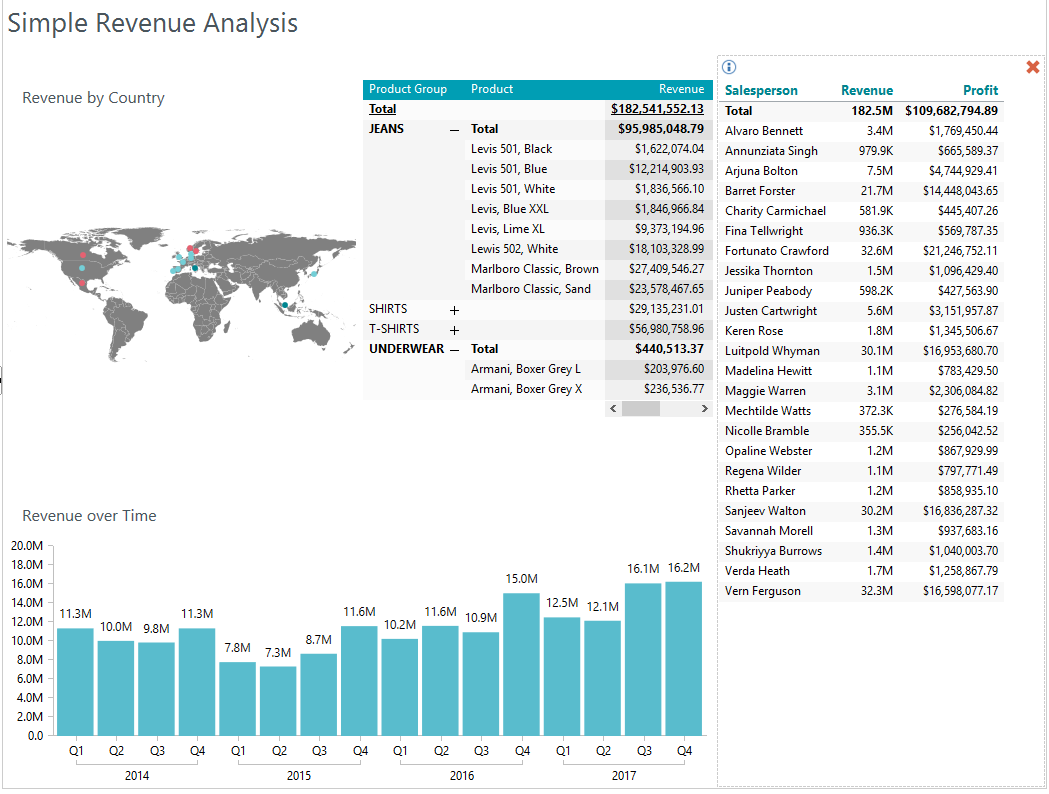 Simple Revenue Analysis
Revenue by Country
Product Group Product Revenue
Total $182,541,552.13
JEANS – Total $95,985,048.79
Levis 501, Black $1,622,074.04
Levis 501, Blue $12,214,903.93
Levis 501, White $1,836,566.10
Levis, Blue XXL $1,846,966.84
Levis, Lime XL $9,373,194.96
Lewis 502, White $18,103,328.99
Marlboro Classic, Brown $27,409,546.27
Marlboro Classic, Sand $23,578,467.65
SHIRTS + $29,135,231.01
T-SHIRTS + $56,980,758.96
UNDERWEAR – Total $440,513.37
Armani, Boxer Grey L $203,976.60
Armani, Boxer Grey X $236,536.77
Salesperson Revenue Profit
Total 182.5M $109,682,794.89
Alvaro Bennett 3.4M $1,769,450.44
Annunziata Singh 979.9K $665,589.37
Arjuna Bolton 7.5M $4,744,929.41
Barret Forster 21.7M $14,448,043.65
Charity Carmichael 581.9K $445,407.26
Fina Tellwright 936.3K $569,787.35
Fortunato Crawford 32.6M $21,246,752.11
Jessika Thornton 1.5M $1,096,429.40
Juniper Peabody 598.2K $427,563.90
Justen Cartwright 5.6M $3,151,957.87
Keren Rose 1.8M $1,345,506.67
Luitpold Whyman 30.1M $16,953,680.70
Madelina Hewitt 1.1M $783,429.50
Maggie Warren 3.1M $2,306,084.82
Mechtilde Watts 372.3K $276,584.19
Nicolle Bramble 355.5K $256,042.52
Opaline Webster 1.2M $867,929.99
Regena Wilder 1.1M $797,771.49
Rhetta Parker 1.2M $858,935.10
Sanjeev Walton 30.2M $16,836,287.32
Savannah Morell 1.3M $937,683.16
Shukriyya Burrows 1.4M $1,040,003.70
Verda Heath 1.7M $1,258,867.79
Vern Ferguson 32.3M $16,598,077.17
Revenue over Time
20.0M
18.0M
16.0M
14.0M
12.0M
10.0M
8.0M
6.0M
4.0M
2.0M
0.0
11.3M 10.0M 9.8M 11.3M 7.8M 7.3M 8.7M 11.6M 10.2M 11.6M 10.9M 15.0M 12.5M 12.1M 16.1M 16.2M
Q1 Q2 Q3 Q4 Q1 Q2 Q3 Q4 Q1 Q2 Q3 Q4 Q1 Q2 Q3 Q4
2014 2015 2016 2017